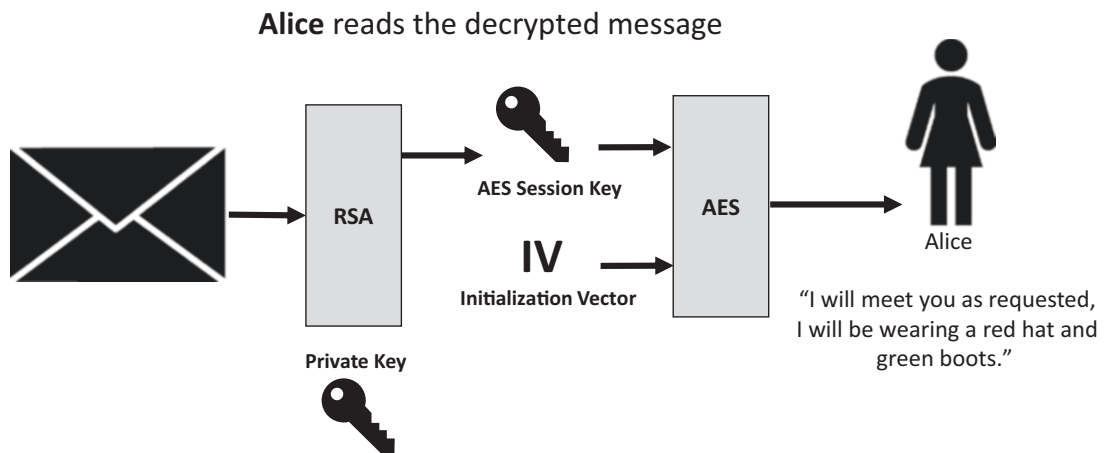 Alice reads the decrypted message
RSA
AES Session Key
IV
Initialization Vector
AES
Private Key
Alice
“I will meet you as requested,
I will be wearing a red hat and
green boots.”